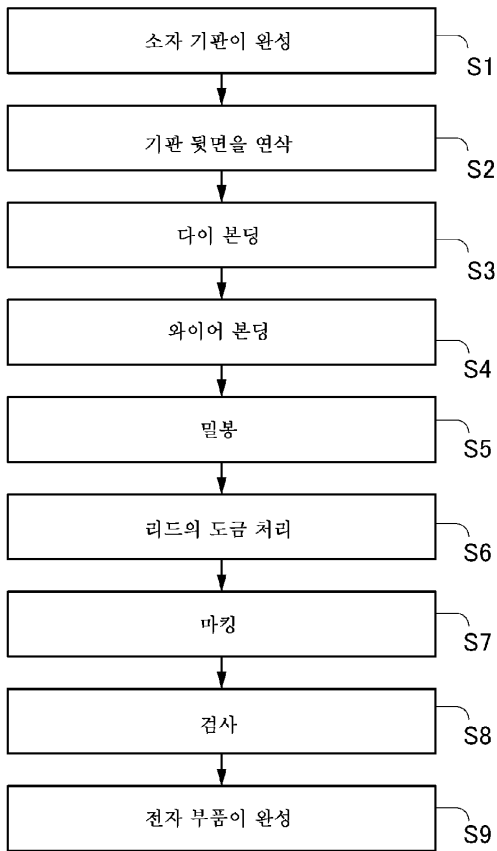 소자 기판이 완성
S1
기판 뒷면을 연삭
S2
다이 본딩
S3
와이어 본딩
S4
밀봉
S5
리드의 도금 처리
S6
마킹
S7
검사
S8
전자 부품이 완성
S9